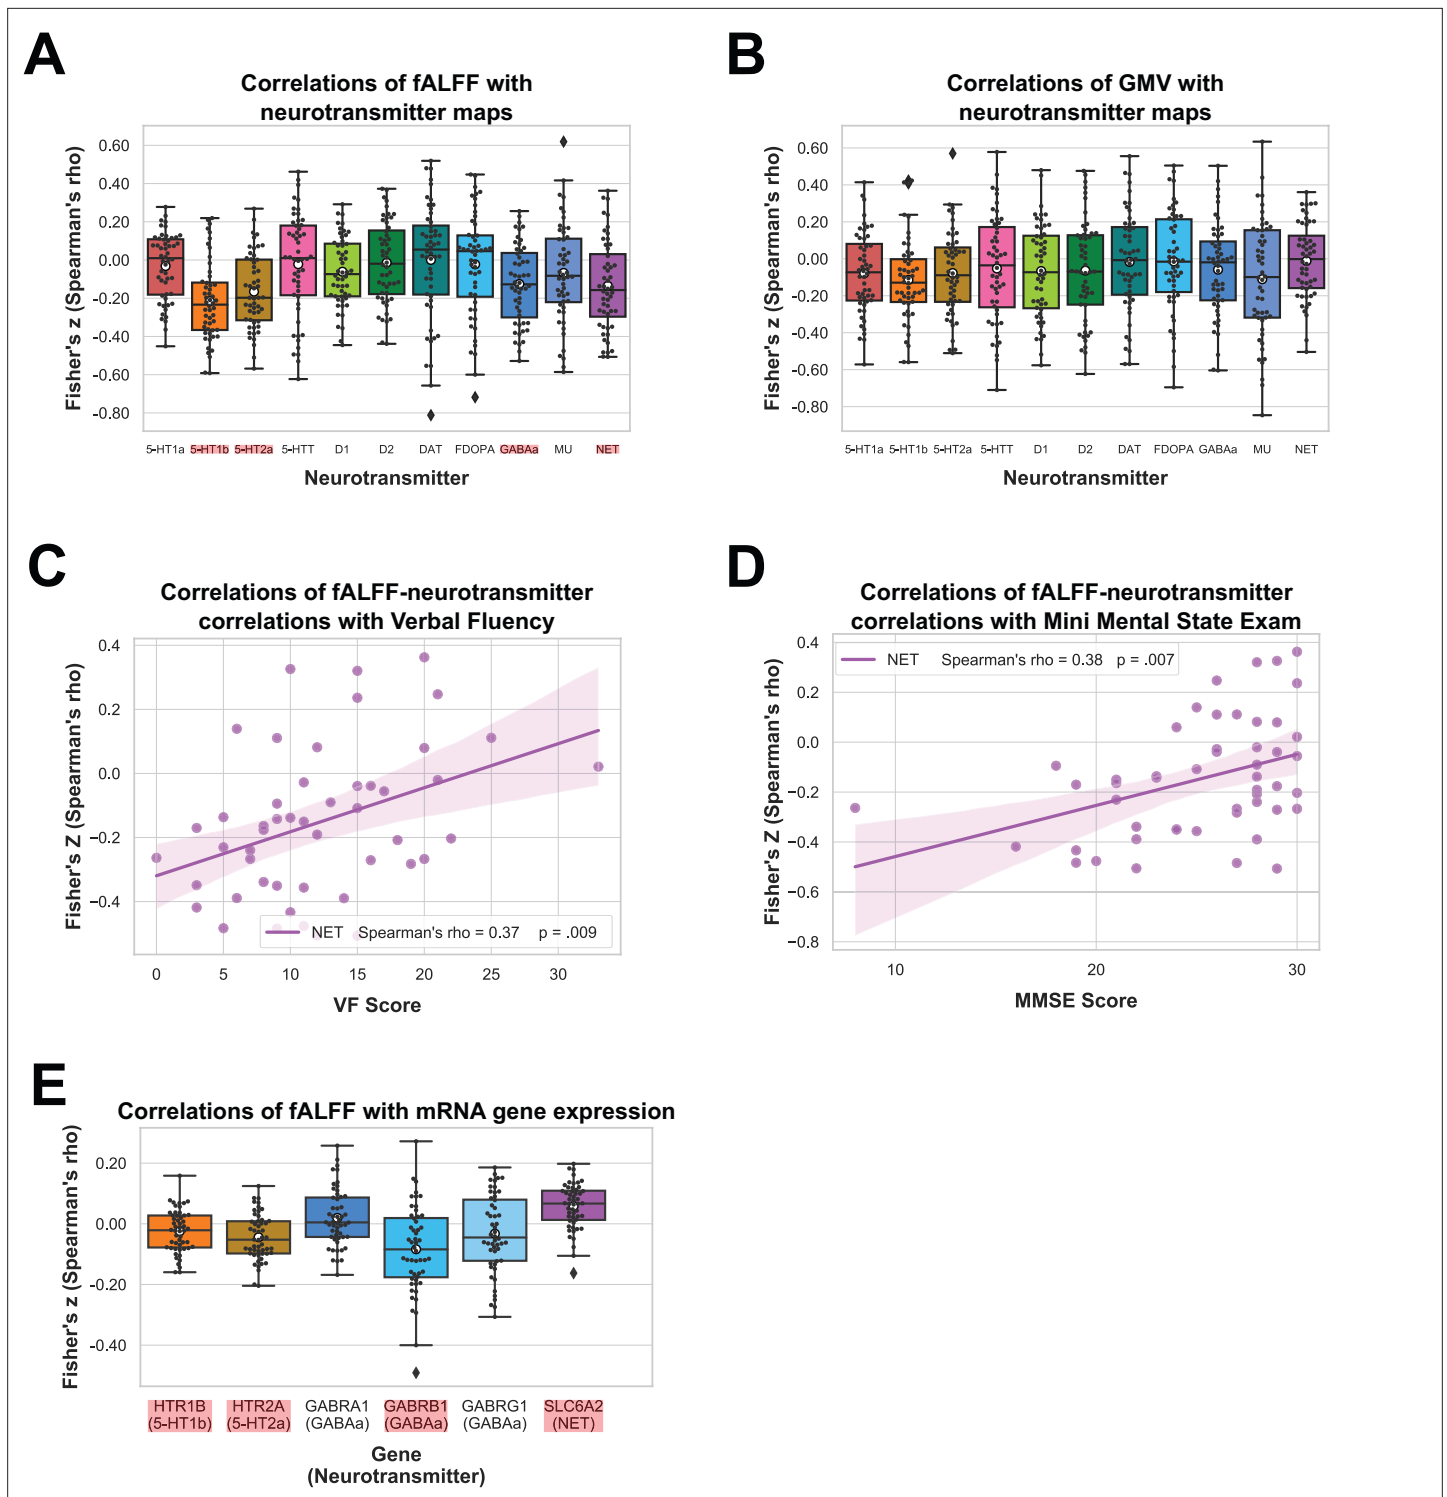 A
Correlations of fALFF with
neurotransmitter maps
Fisher's z (Spearman's rho)
0.60
0.40
0.20
0.00
-0.20
-0.40
-0.60
-0.80
5-HT1a 5-HT1b 5-HT2a 5-HTT D1 D2 DAT FDOPA GABAa MU NET
Neurotransmitter
B
Correlations of GMV with
neurotransmitter maps
Fisher's z (Spearman's rho)
0.60
0.40
0.20
0.00
-0.20
-0.40
-0.60
-0.80
5-HT1a 5-HT1b 5-HT2a 5-HTT D1 D2 DAT FDOPA GABAa MU NET
Neurotransmitter
C
Correlations of fALFF-neurotransmitter
correlations with Verbal Fluency
Fisher's Z (Spearman's rho)
0.4
0.2
0.0
−0.2
−0.4
NET Spearman's rho = 0.37 p = .009
0 5 10 15 20 25 30
VF Score
D
Correlations of fALFF-neurotransmitter
correlations with Mini Mental State Exam
Fisher's Z (Spearman's rho)
NET Spearman's rho = 0.38 p = .007
0.4
0.2
0.0
−0.2
−0.4
−0.6
−0.8
10 20 30
MMSE Score
E
Correlations of fALFF with mRNA gene expression
Fisher's z (Spearman's rho)
0.20
0.00
-0.20
-0.40
HTR1B HTR2A GABRA1 GABRB1 GABRG1 SLC6A2
(5-HT1b) (5-HT2a) (GABAa) (GABAa) (GABAa) (NET)
Gene
(Neurotransmitter)